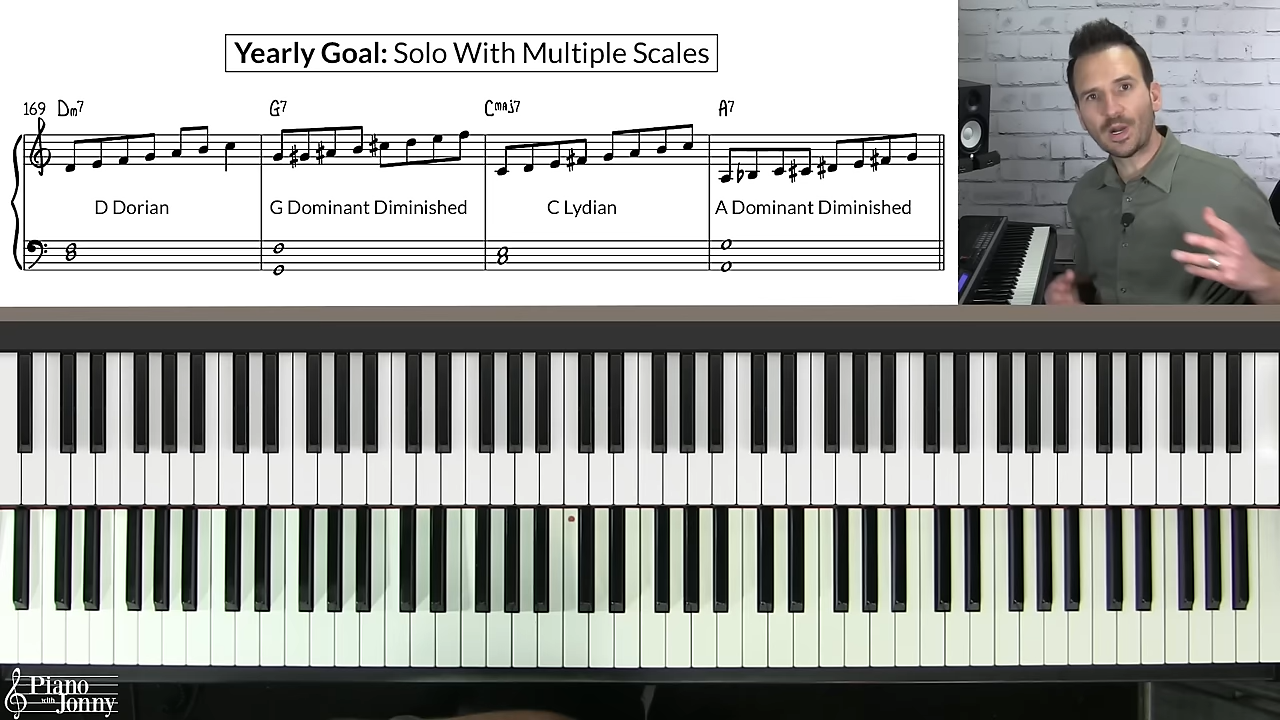 Yearly Goal: Solo With Multiple Scales
169 Dm7 G7 Cmaj7 A7
D Dorian G Dominant Diminished C Lydian A Dominant Diminished
Piano
with
Jonny